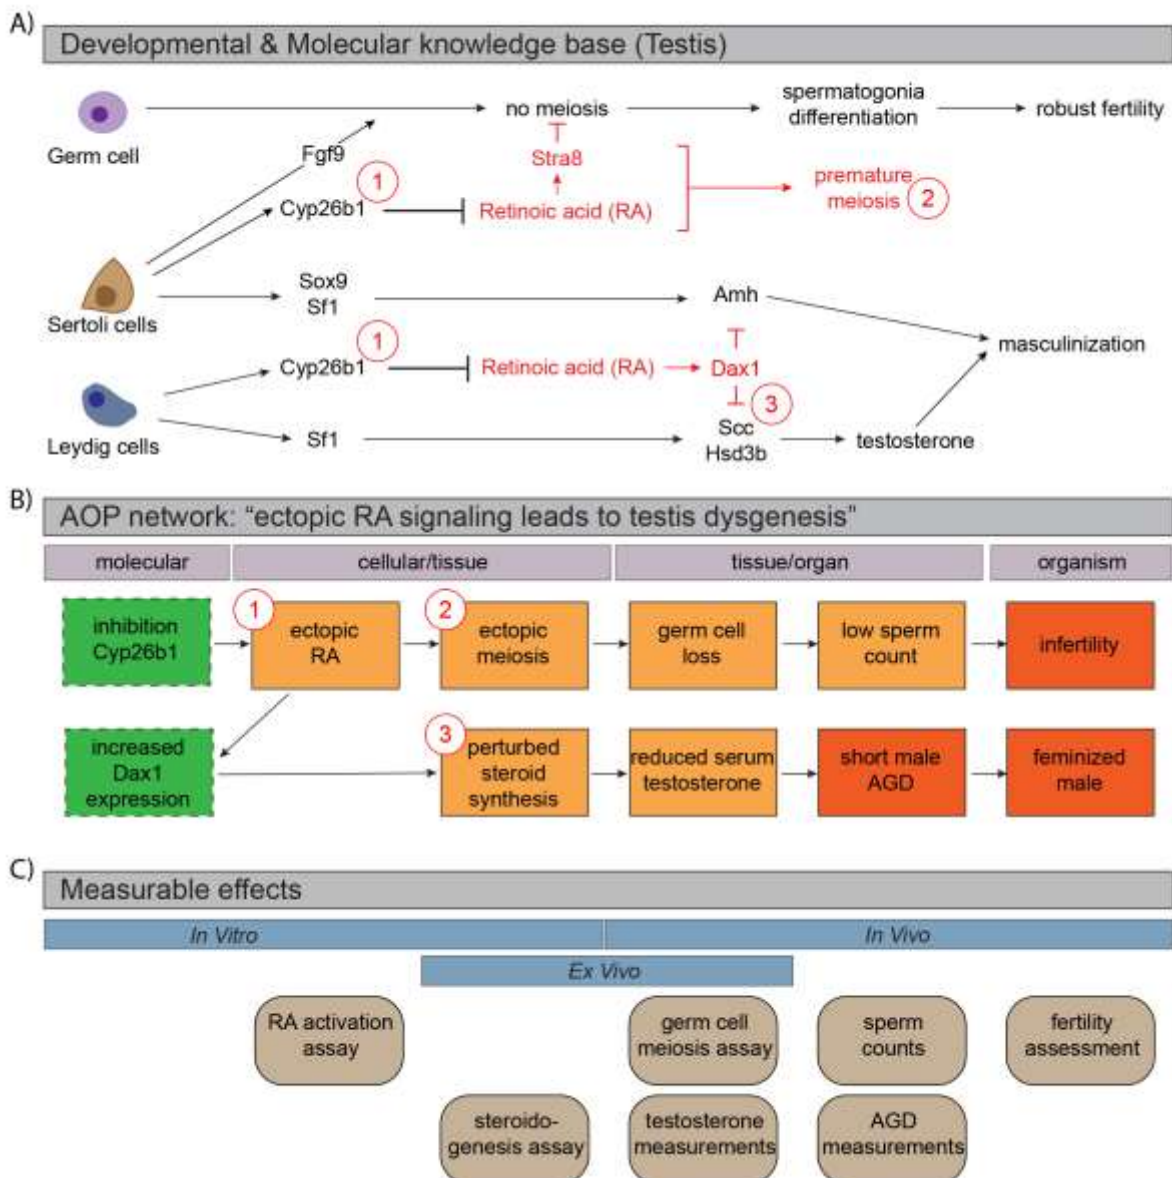 A)
Developmental & Molecular knowledge base (Testis)
Germ cell
no meiosis
spermatogonia
differentiation
robust fertility
Fgf9
Stra8
1
Cyp26b1
Retinoic acid (RA)
premature
meiosis
2
Sertoli cells
Sox9
Sf1
Amh
masculinization
1
Cyp26b1
Retinoic acid (RA)
Dax1
3
Leydig cells
Sf1
Scc
Hsd3b
testosterone
B)
AOP network: “ectopic RA signaling leads to testis dysgenesis”
molecular
cellular/tissue
tissue/organ
organism
inhibition
Cyp26b1
1
ectopic
RA
2
ectopic
meiosis
germ cell
loss
low sperm
count
infertility
increased
Dax1
expression
3
perturbed
steroid
synthesis
reduced serum
testosterone
short male
AGD
feminized
male
C)
Measurable effects
In Vitro
In Vivo
Ex Vivo
RA activation
assay
germ cell
meiosis assay
sperm
counts
fertility
assessment
steroido-
genesis assay
testosterone
measurements
AGD
measurements